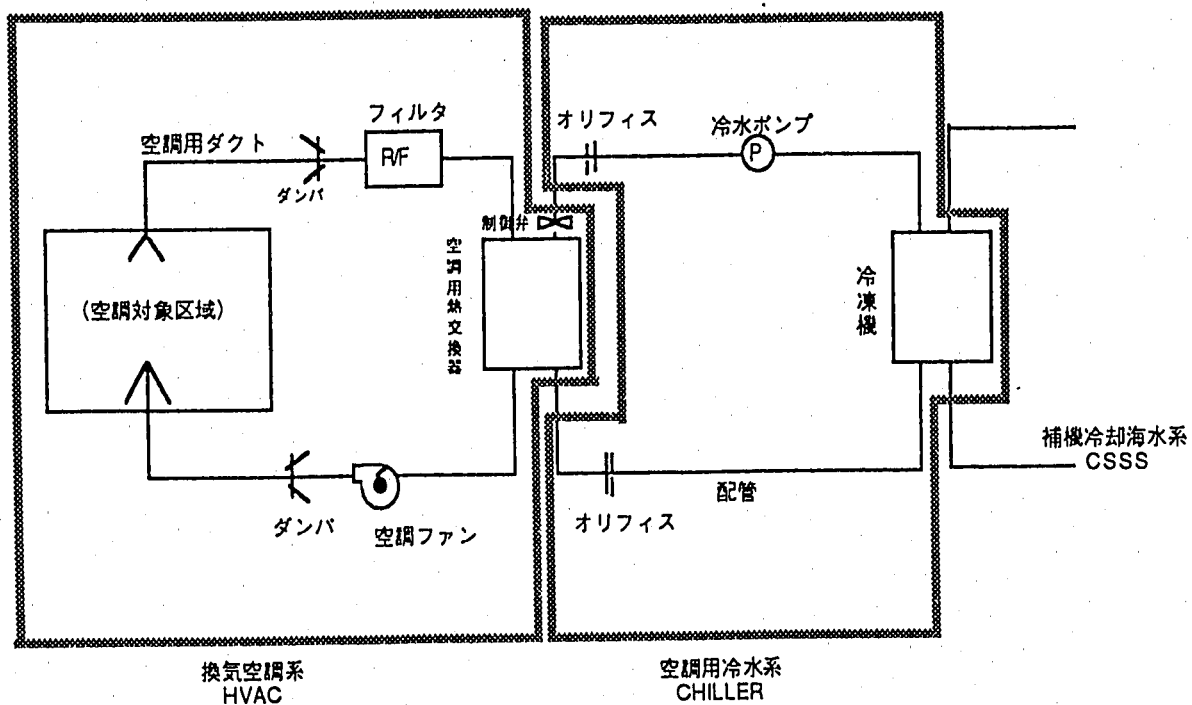 フィルタ
オリフィス
冷水ポンプ
空調用ダクト
R/F
P
ダンパ
制御弁
空調用熱交換器
(空調対象区域)
冷凍機
補機冷却海水系
CSSS
配管
ダンパ
空調ファン
オリフィス
換気空調系
HVAC
空調用冷水系
CHILLER